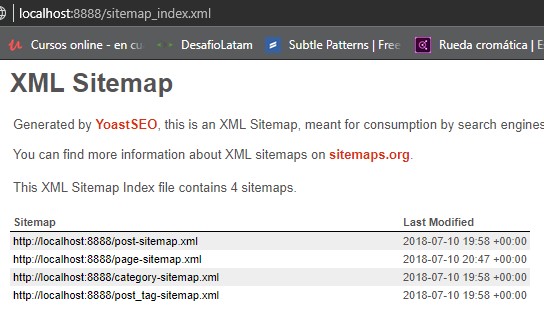 localhost:8888/sitemap_index.xml
Cursos online - en cu DesafioLatam Subtle Patterns | Free Rueda cromática | E
XML Sitemap
Generated by YoastSEO, this is an XML Sitemap, meant for consumption by search engines
You can find more information about XML sitemaps on sitemaps.org.
This XML Sitemap Index file contains 4 sitemaps.
Sitemap Last Modified
http://localhost:8888/post-sitemap.xml 2018-07-10 19:58 +00:00
http://localhost:8888/page-sitemap.xml 2018-07-10 20:47 +00:00
http://localhost:8888/category-sitemap.xml 2018-07-10 19:58 +00:00
http://localhost:8888/post_tag-sitemap.xml 2018-07-10 19:58 +00:00